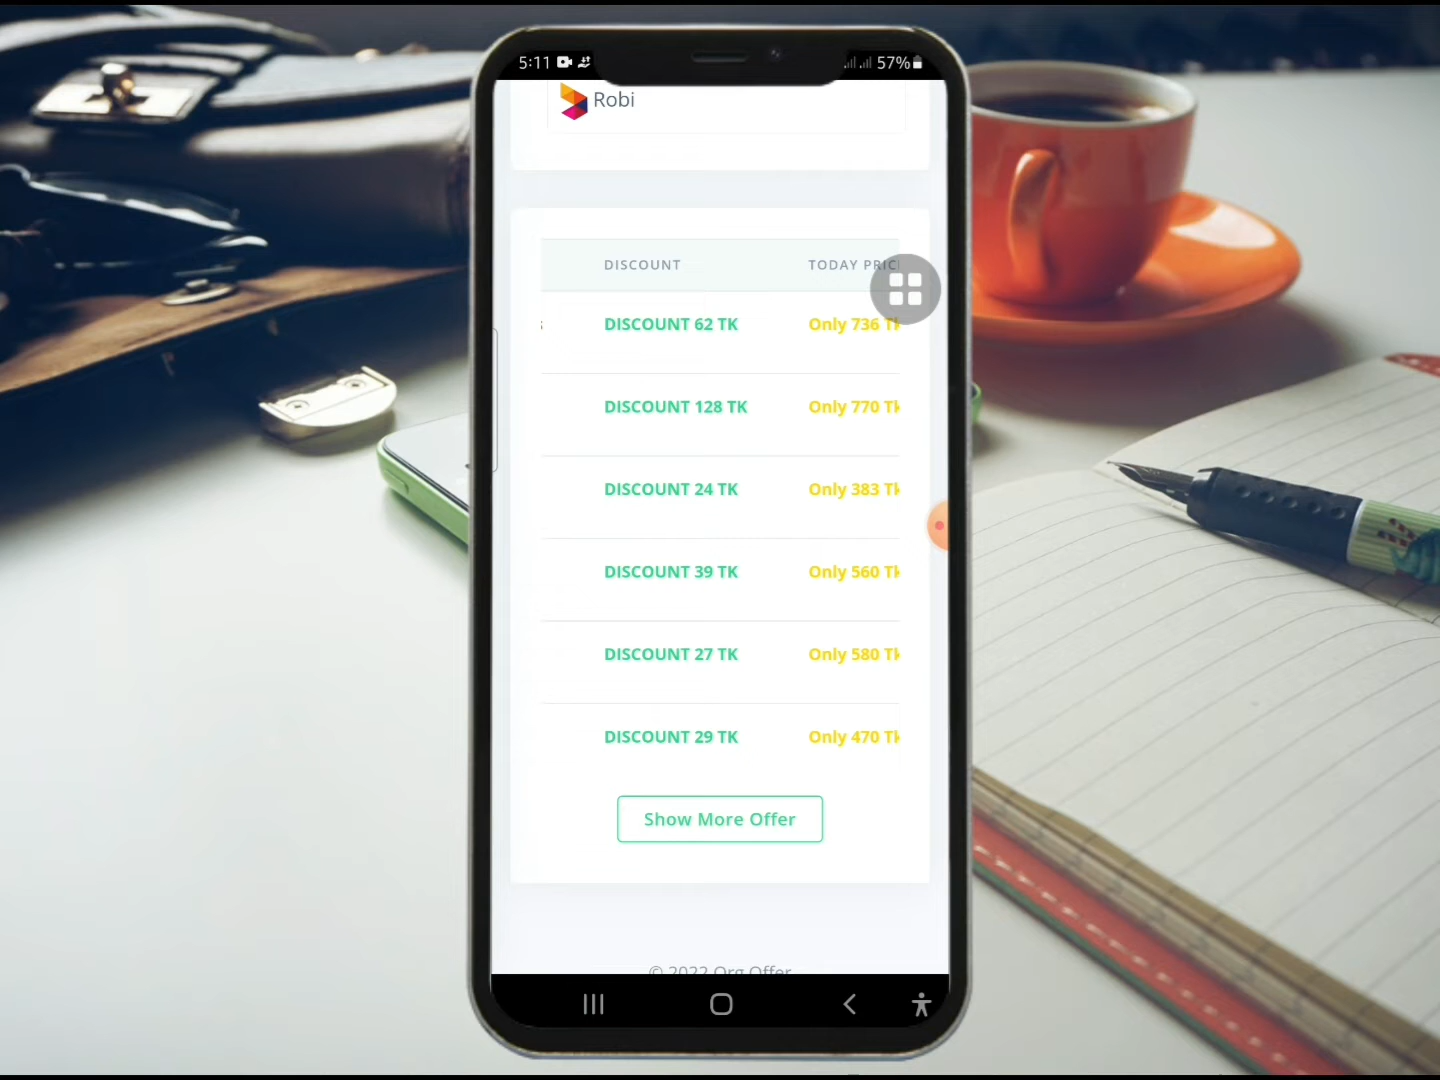 5:11 57%
Robi
DISCOUNT TODAY PRIC
DISCOUNT 62 TK Only 736 Tk
DISCOUNT 128 TK Only 770 Tk
DISCOUNT 24 TK Only 383 Tk
DISCOUNT 39 TK Only 560 Tk
DISCOUNT 27 TK Only 580 Tk
DISCOUNT 29 TK Only 470 Tk
Show More Offer
© 2022 Org Offer